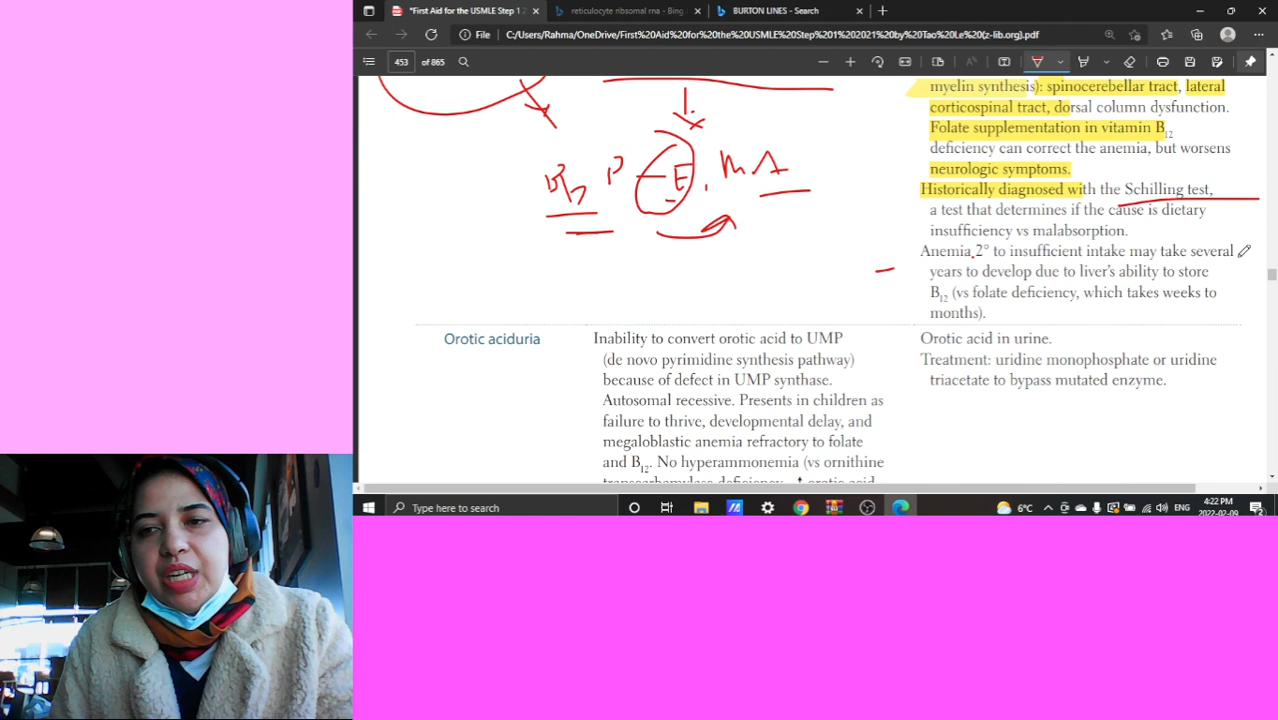 *"First Aid for the USMLE Step 1 2
reticulocyte ribsomal rna - Bing
BURTON LINES - Search
File
C:/Users/Rahma/OneDrive/First%20Aid%20for%20the%20USMLE%20Step%201%202021%20by%20Tao%20Le%20(z-lib.org).pdf
453 of 865
myelin synthesis): spinocerebellar tract, lateral
corticospinal tract, dorsal column dysfunction.
Folate supplementation in vitamin B12
deficiency can correct the anemia, but worsens
neurologic symptoms.
Historically diagnosed with the Schilling test,
a test that determines if the cause is dietary
insufficiency vs malabsorption.
Anemia 2° to insufficient intake may take several
years to develop due to liver's ability to store
B12 (vs folate deficiency, which takes weeks to
months).
Orotic aciduria
Inability to convert orotic acid to UMP
(de novo pyrimidine synthesis pathway)
because of defect in UMP synthase.
Autosomal recessive. Presents in children as
failure to thrive, developmental delay, and
megaloblastic anemia refractory to folate
and B12. No hyperammonemia (vs ornithine
transcarbamylase deficiency, ↑ orotic acid
Orotic acid in urine.
Treatment: uridine monophosphate or uridine
triacetate to bypass mutated enzyme.
Type here to search
6°C
ENG
4:22 PM
2022-02-09